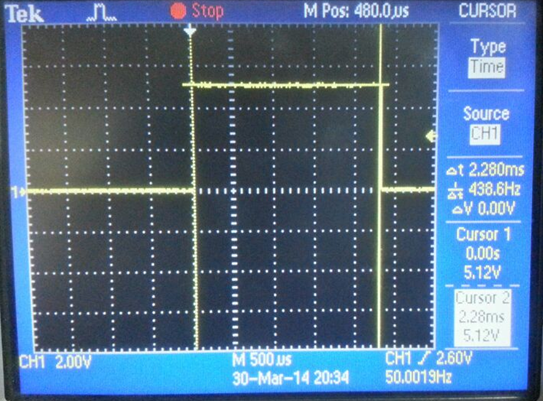 Tek Stop M Pos: 480.0µs CURSOR
Type
Time
Source
CH1
Δt 2.280ms
1/Δt 438.6Hz
ΔV 0.00V
Cursor 1
0.00s
5.12V
Cursor 2
2.28ms
5.12V
1
CH1 2.00V M 500µs CH1 2.60V
30-Mar-14 20:34 50.0019Hz